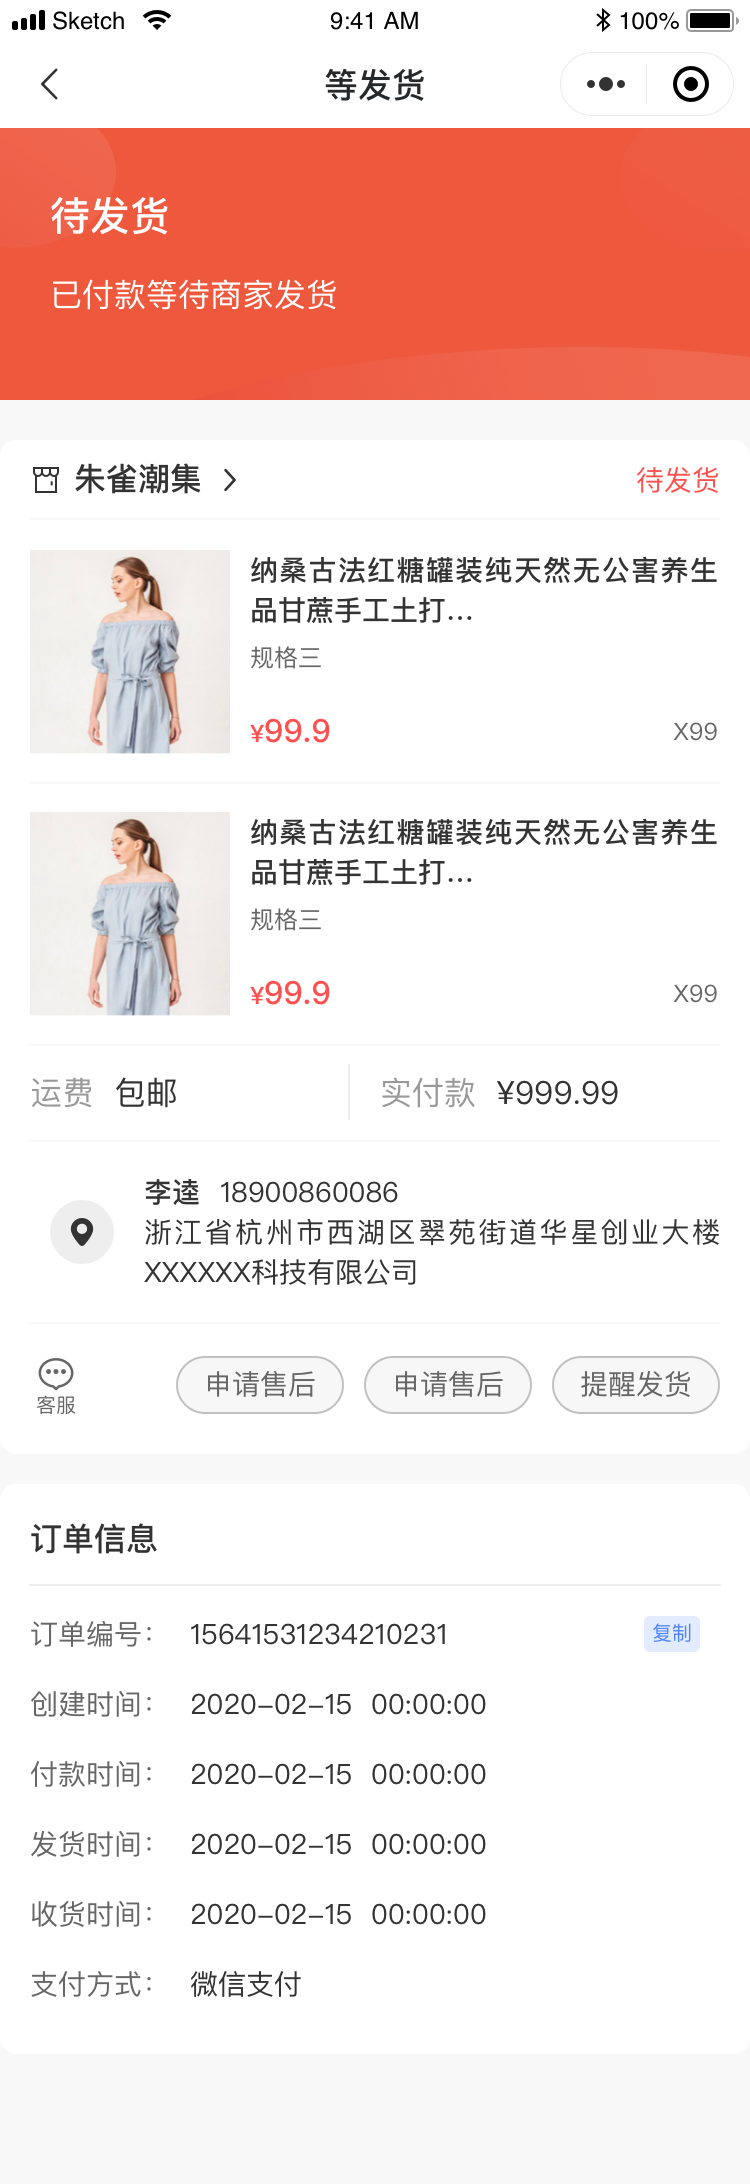 Sketch 9:41 AM 100%
等发货
待发货
已付款等待商家发货
朱雀潮集 待发货
纳桑古法红糖罐装纯天然无公害养生
品甘蔗手工土打...
规格三
¥99.9 X99
纳桑古法红糖罐装纯天然无公害养生
品甘蔗手工土打...
规格三
¥99.9 X99
运费 包邮 实付款 ¥999.99
李逵 18900860086
浙江省杭州市西湖区翠苑街道华星创业大楼
XXXXXX科技有限公司
客服 申请售后 申请售后 提醒发货
订单信息
订单编号： 15641531234210231 复制
创建时间： 2020-02-15 00:00:00
付款时间： 2020-02-15 00:00:00
发货时间： 2020-02-15 00:00:00
收货时间： 2020-02-15 00:00:00
支付方式： 微信支付